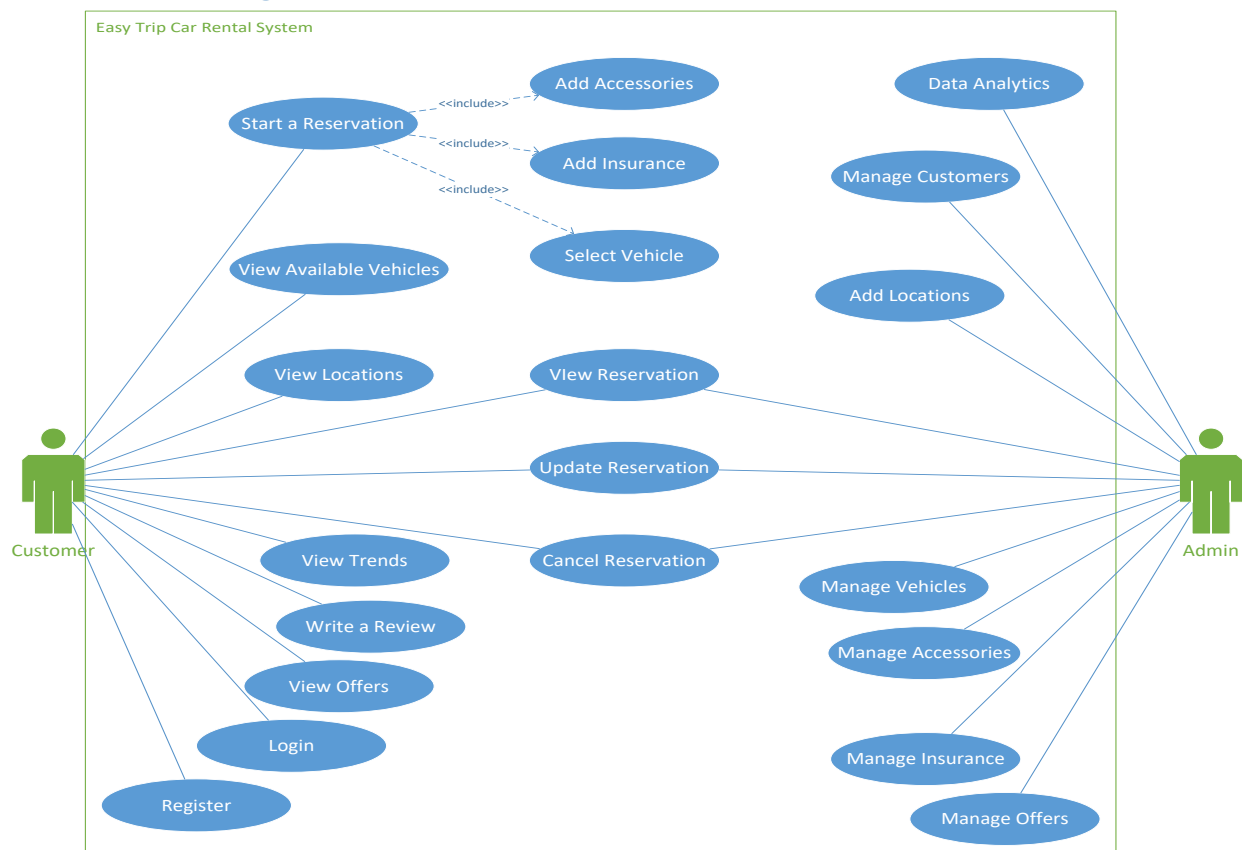 Easy Trip Car Rental System
Add Accessories
Data Analytics
<<include>>
Start a Reservation
<<include>>
Add Insurance
Manage Customers
<<include>>
Select Vehicle
View Available Vehicles
Add Locations
View Locations
VIew Reservation
Update Reservation
Customer
Admin
View Trends
Cancel Reservation
Manage Vehicles
Write a Review
Manage Accessories
View Offers
Login
Manage Insurance
Register
Manage Offers